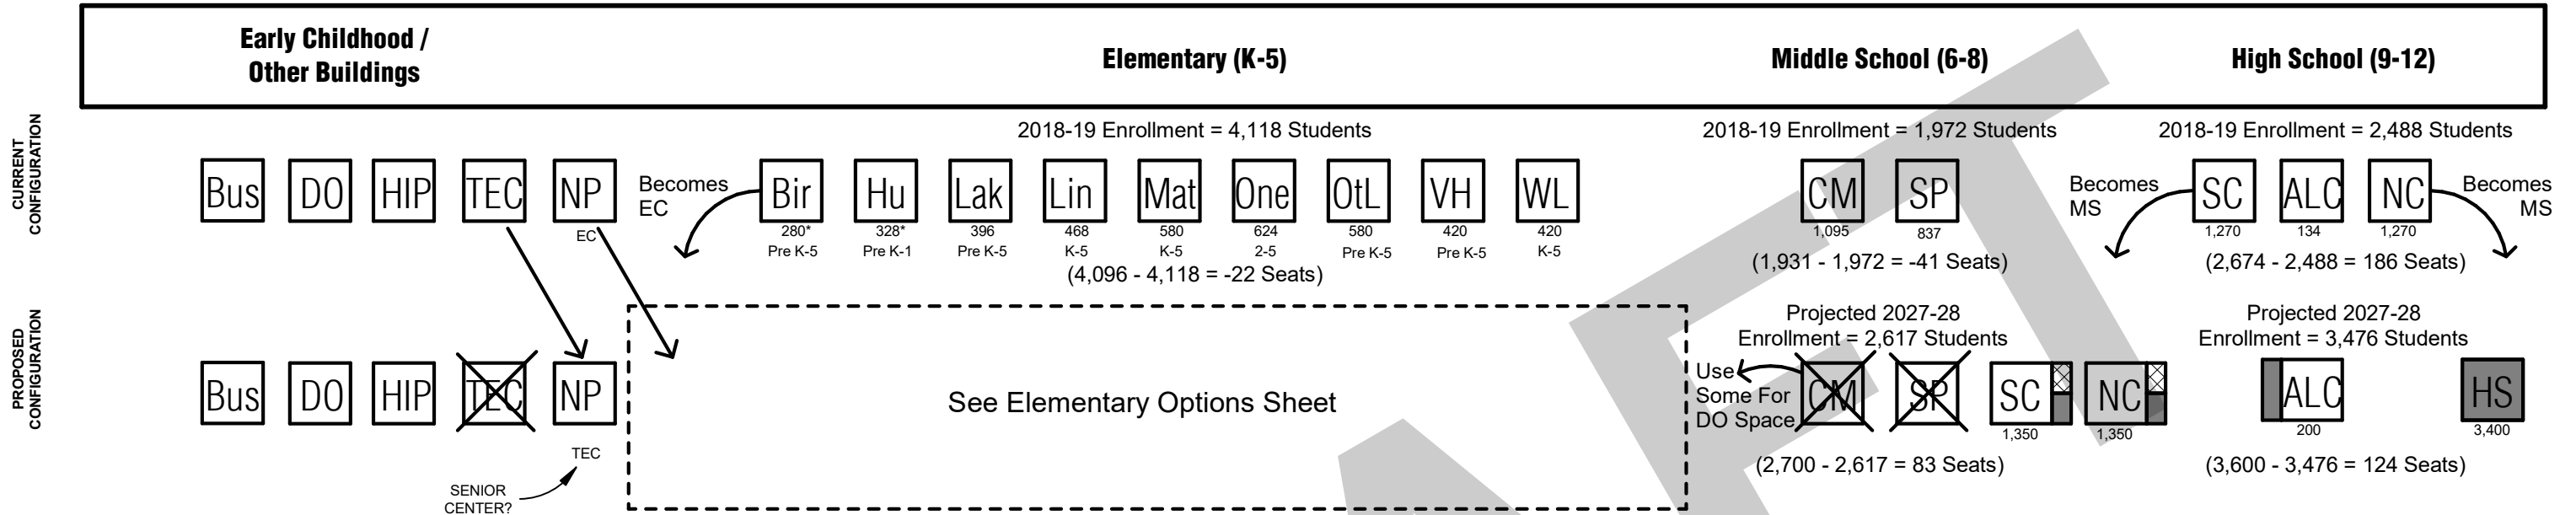 Early Childhood /
Other Buildings
Elementary (K-5)
Middle School (6-8)
High School (9-12)
CURRENT
CONFIGURATION
2018-19 Enrollment = 4,118 Students
2018-19 Enrollment = 1,972 Students
2018-19 Enrollment = 2,488 Students
Bus
DO
HIP
TEC
NP
EC
Becomes
EC
Bir
280*
Pre K-5
Hu
328*
Pre K-1
Lak
396
Pre K-5
Lin
468
K-5
Mat
580
K-5
One
624
2-5
OtL
580
Pre K-5
VH
420
Pre K-5
WL
420
K-5
(4,096 - 4,118 = -22 Seats)
CM
1,095
SP
837
(1,931 - 1,972 = -41 Seats)
Becomes
MS
SC
1,270
ALC
134
NC
1,270
Becomes
MS
(2,674 - 2,488 = 186 Seats)
PROPOSED
CONFIGURATION
Bus
DO
HIP
TEC
NP
TEC
SENIOR
CENTER?
See Elementary Options Sheet
Projected 2027-28
Enrollment = 2,617 Students
Use
Some For
DO Space
CM
SP
SC
1,350
NC
1,350
(2,700 - 2,617 = 83 Seats)
Projected 2027-28
Enrollment = 3,476 Students
ALC
200
HS
3,400
(3,600 - 3,476 = 124 Seats)